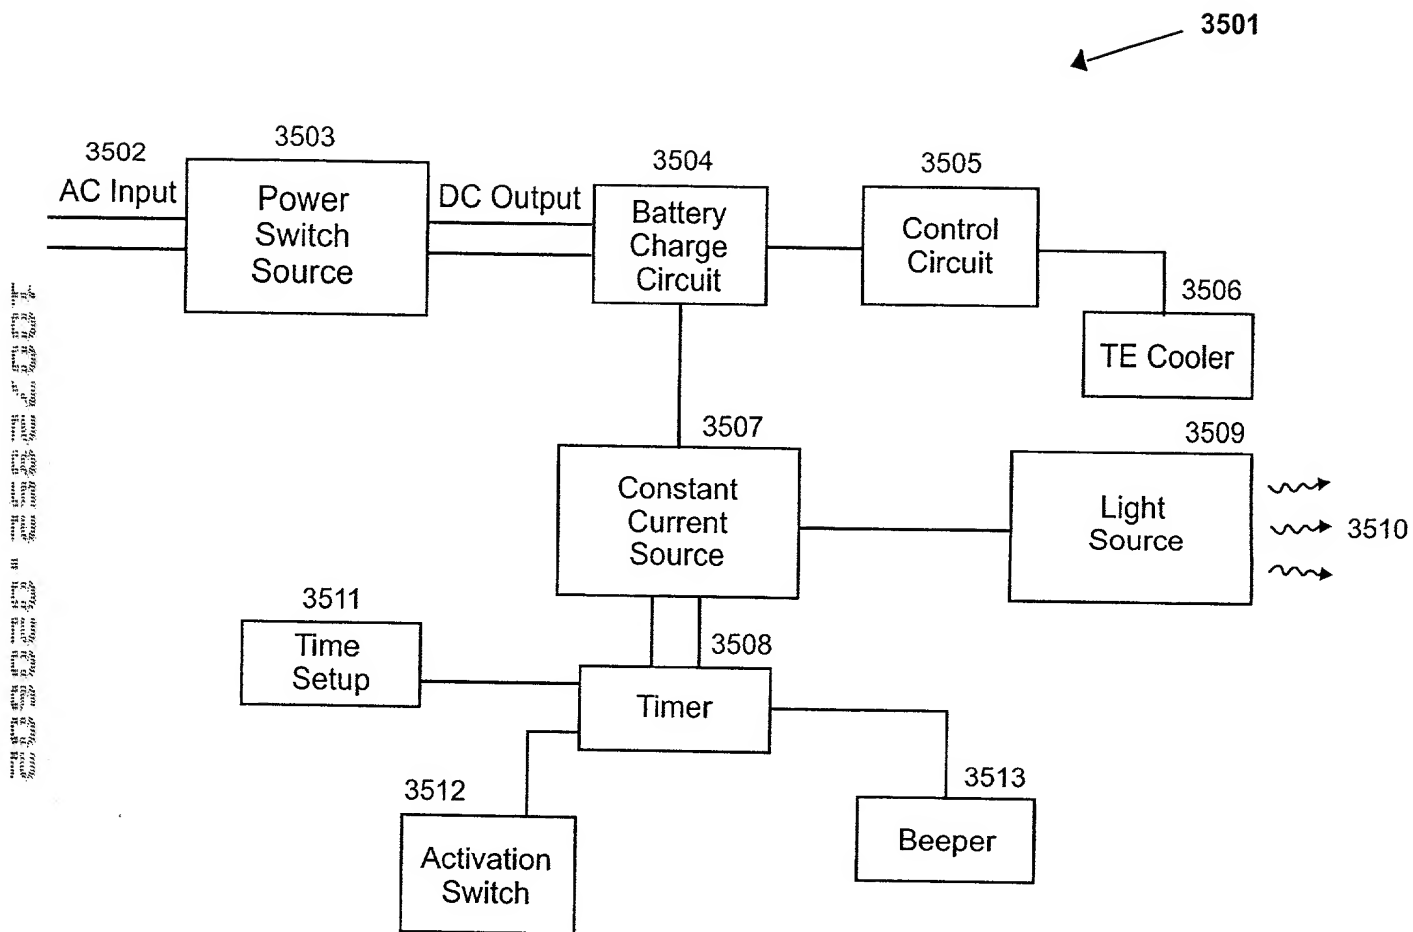 3501
3502
AC Input
3503
Power
Switch
Source
DC Output
3504
Battery
Charge
Circuit
3505
Control
Circuit
3506
TE Cooler
3507
Constant
Current
Source
3509
Light
Source
3510
3511
Time
Setup
3508
Timer
3512
Activation
Switch
3513
Beeper
10072852.020602